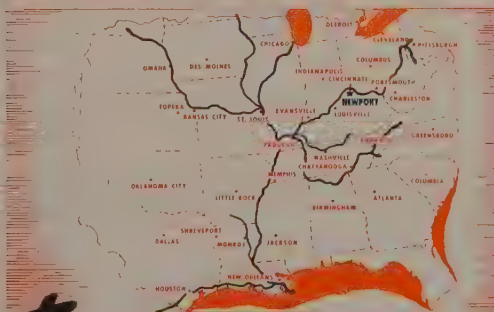 DETROIT
CHICAGO
CLEVELAND
PITTSBURGH
OMAHA
DES MOINES
COLUMBUS
INDIANAPOLIS
CINCINNATI
PORTSMOUTH
NEWPORT
CHARLESTON
TOPEKA
KANSAS CITY
ST. LOUIS
EVANSVILLE
LOUISVILLE
PADUCAH
GREENSBORO
NASHVILLE
CHATTANOOGA
MEMPHIS
COLUMBIA
OKLAHOMA CITY
LITTLE ROCK
BIRMINGHAM
ATLANTA
DALLAS
SHREVEPORT
MONROE
JACKSON
NEW ORLEANS
HOUSTON